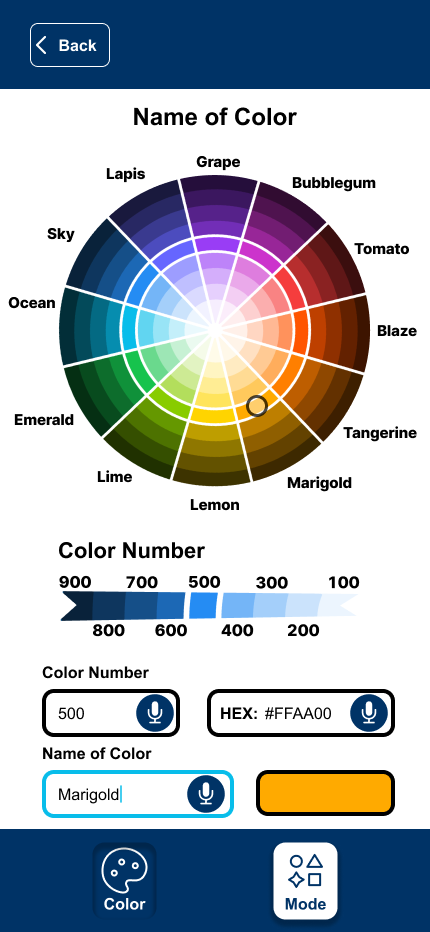 Back
Name of Color
Grape
Lapis
Bubblegum
Sky
Tomato
Ocean
Blaze
Emerald
Tangerine
Lime
Marigold
Lemon
Color Number
900 700 500 300 100
800 600 400 200
Color Number
500
HEX: #FFAA00
Name of Color
Marigold
Color
Mode